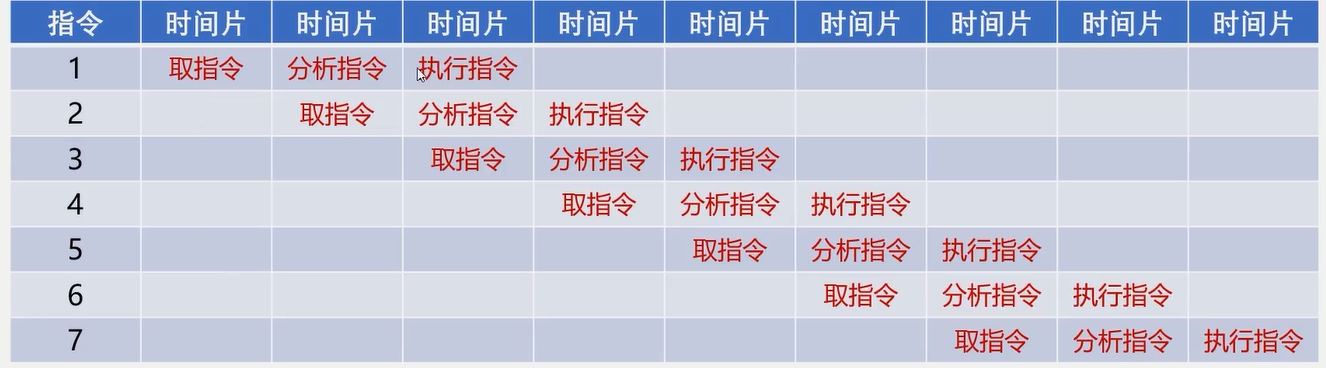 指令 时间片 时间片 时间片 时间片 时间片 时间片 时间片 时间片 时间片
1 取指令 分析指令 执行指令
2 取指令 分析指令 执行指令
3 取指令 分析指令 执行指令
4 取指令 分析指令 执行指令
5 取指令 分析指令 执行指令
6 取指令 分析指令 执行指令
7 取指令 分析指令 执行指令